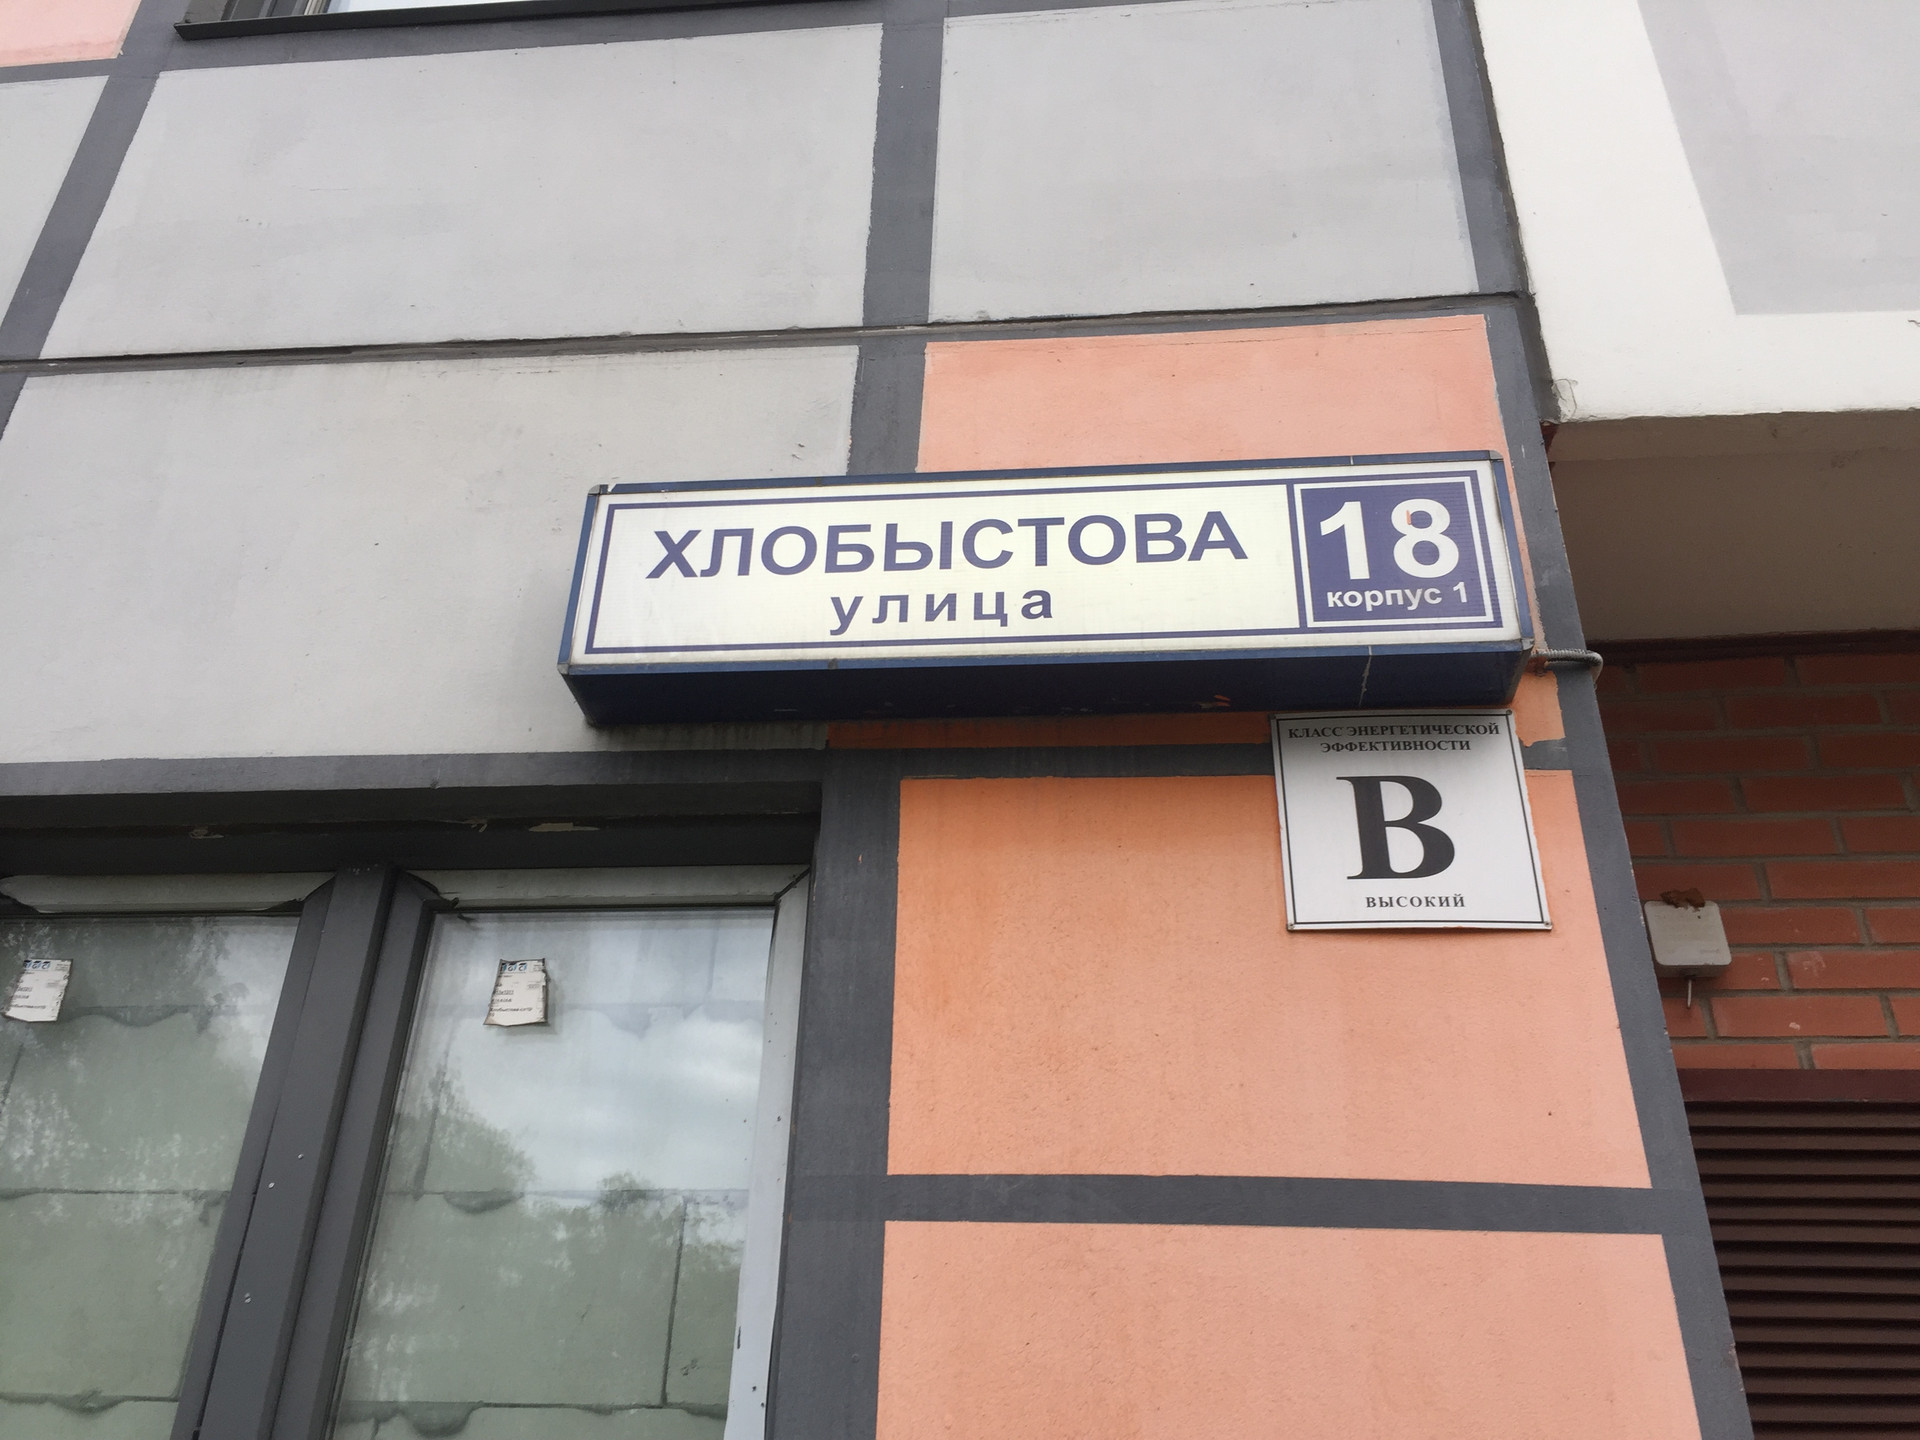 ХЛОБЫСТОВА
улица
18
корпус 1
КЛАСС ЭНЕРГЕТИЧЕСКОЙ
ЭФФЕКТИВНОСТИ
В
ВЫСОКИЙ